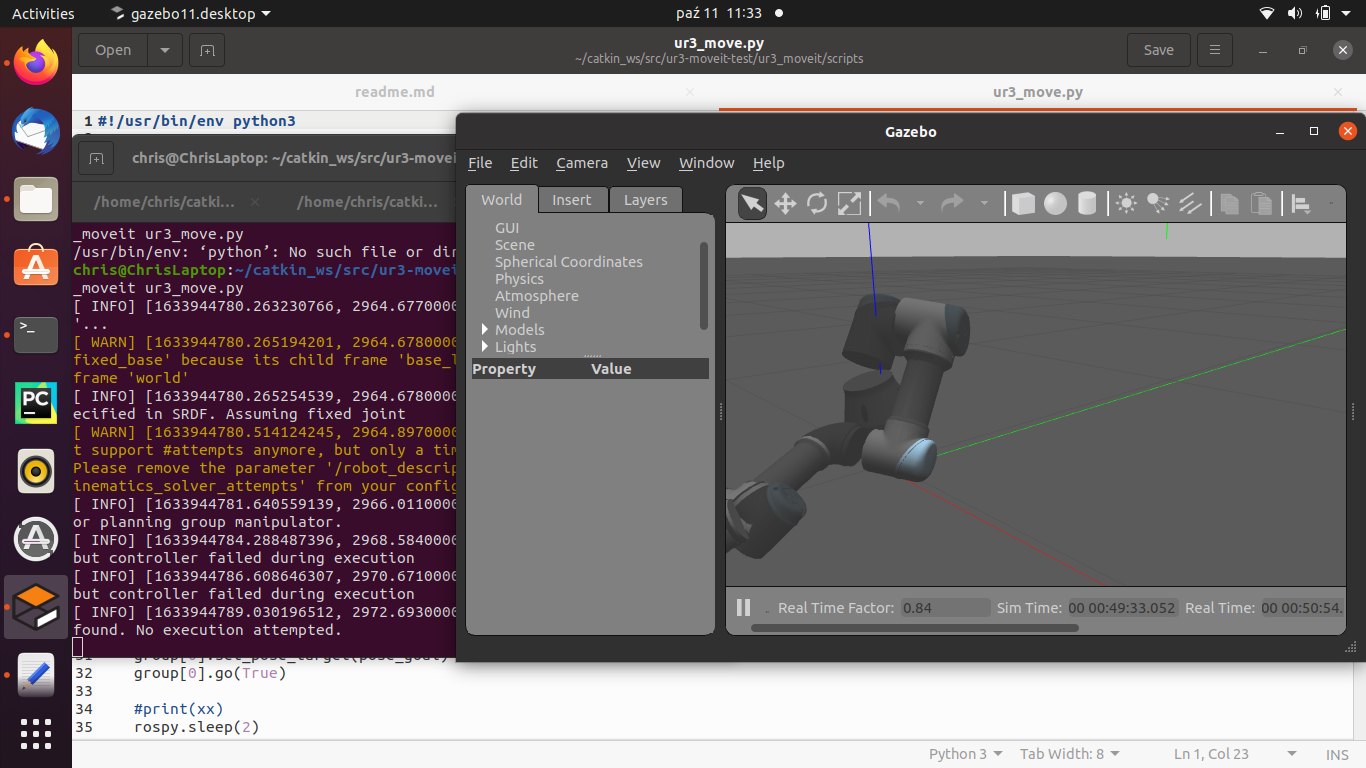 Activities
gazebo11.desktop
paź 11 11:33
Open
ur3_move.py
~/catkin_ws/src/ur3-moveit-test/ur3_moveit/scripts
Save
readme.md
ur3_move.py
1 #!/usr/bin/env python3
chris@ChrisLaptop: ~/catkin_ws/src/ur3-movei
/home/chris/catki...
/home/chris/catki...
_moveit ur3_move.py
/usr/bin/env: ‘python’: No such file or dir
chris@ChrisLaptop:~/catkin_ws/src/ur3-movei
_moveit ur3_move.py
[ INFO] [1633944780.263230766, 2964.6770000
'...
[ WARN] [1633944780.265194201, 2964.6780000
fixed_base' because its child frame 'base_l
frame 'world'
[ INFO] [1633944780.265254539, 2964.6780000
ecified in SRDF. Assuming fixed joint
[ WARN] [1633944780.514124245, 2964.8970000
t support #attempts anymore, but only a tim
Please remove the parameter '/robot_descrip
inematics_solver_attempts' from your config
[ INFO] [1633944781.640559139, 2966.0110000
or planning group manipulator.
[ INFO] [1633944784.288487396, 2968.5840000
but controller failed during execution
[ INFO] [1633944786.608646307, 2970.6710000
but controller failed during execution
[ INFO] [1633944789.030196512, 2972.6930000
found. No execution attempted.
31 group[0].set_pose_target(pose_goal)
32 group[0].go(True)
33
34 #print(xx)
35 rospy.sleep(2)
Python 3
Tab Width: 8
Ln 1, Col 23
INS
Gazebo
File Edit Camera View Window Help
World
Insert
Layers
GUI
Scene
Spherical Coordinates
Physics
Atmosphere
Wind
Models
Lights
Property Value
Real Time Factor: 0.84 Sim Time: 00 00:49:33.052 Real Time: 00 00:50:54.
PC
>_